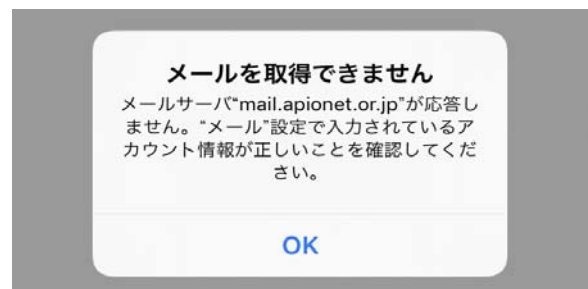 メールを取得できません
メールサーバ“mail.apionet.or.jp”が応答し
ません。“メール”設定で入力されているア
カウント情報が正しいことを確認してくだ
さい。
OK